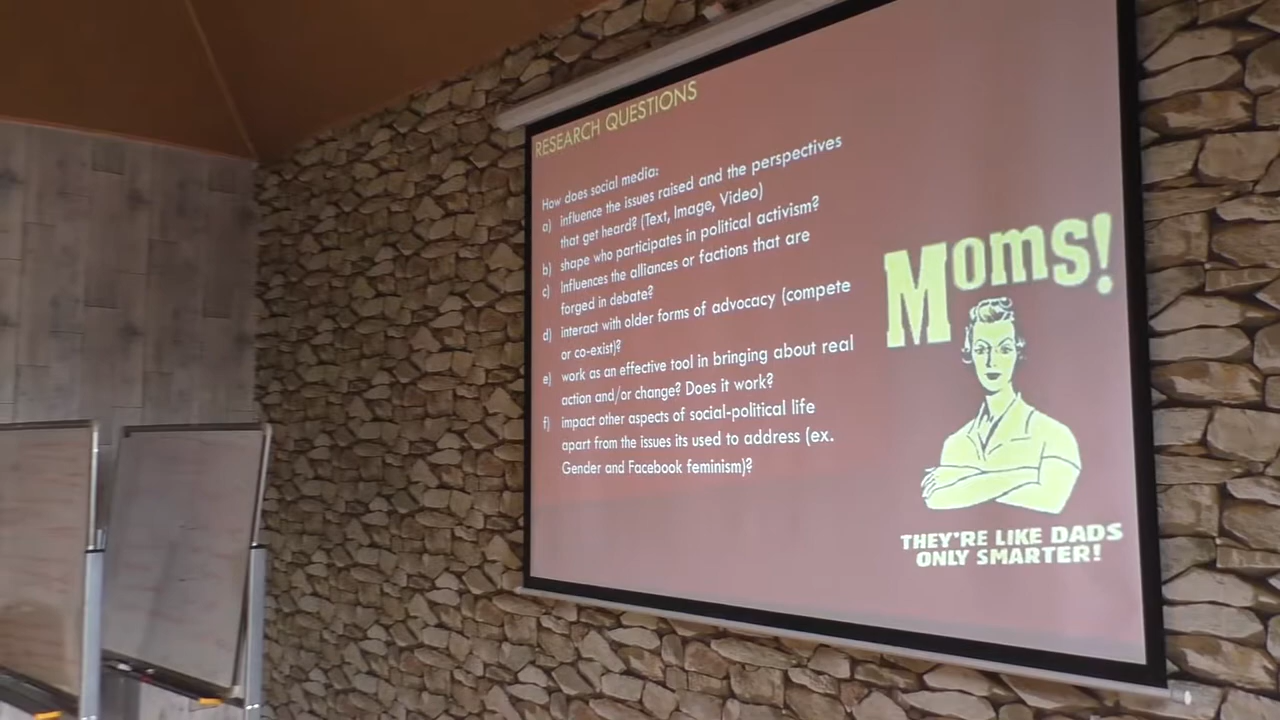 RESEARCH QUESTIONS
How does social media:
a) influence the issues raised and the perspectives
that get heard? (Text, Image, Video)
b) shape who participates in political activism?
c) Influences the alliances or factions that are
forged in debate?
d) interact with older forms of advocacy (compete
or co-exist)?
e) work as an effective tool in bringing about real
action and/or change? Does it work?
f) impact other aspects of social-political life
apart from the issues its used to address (ex.
Gender and Facebook feminism)?
MOMS!
THEY'RE LIKE DADS
ONLY SMARTER!